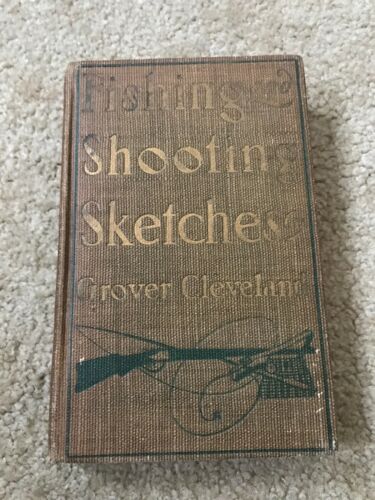 Fishing &
Shooting
Sketches
Grover Cleveland